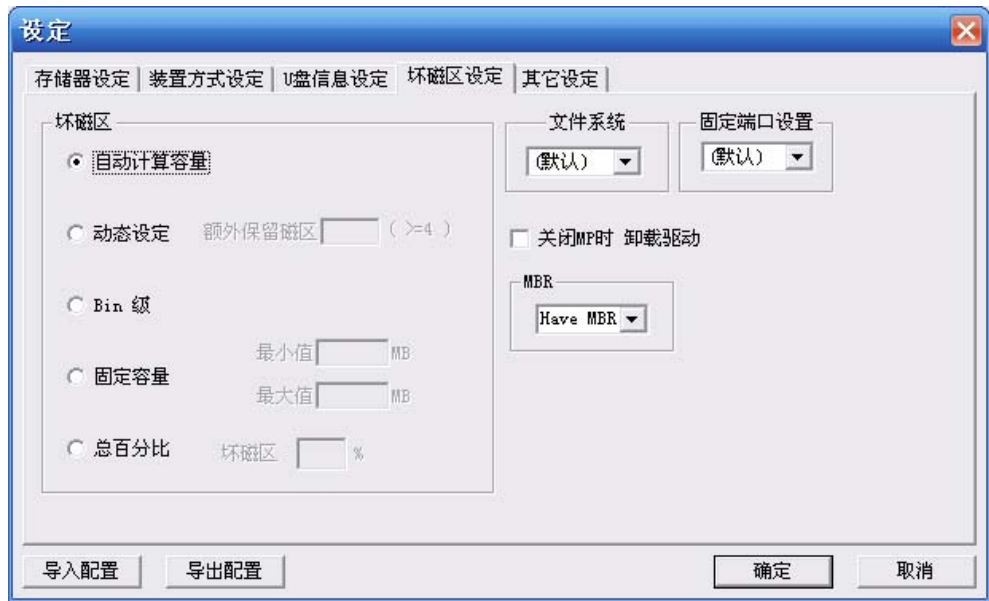 设定
存储器设定 装置方式设定 U盘信息设定 坏磁区设定 其它设定
坏磁区
自动计算容量
动态设定 额外保留磁区 ( >=4 )
Bin 级
固定容量
最小值 MB
最大值 MB
总百分比 坏磁区 %
文件系统
(默认)
固定端口设置
(默认)
关闭MP时 卸载驱动
MBR
Have MBR
导入配置 导出配置 确定 取消